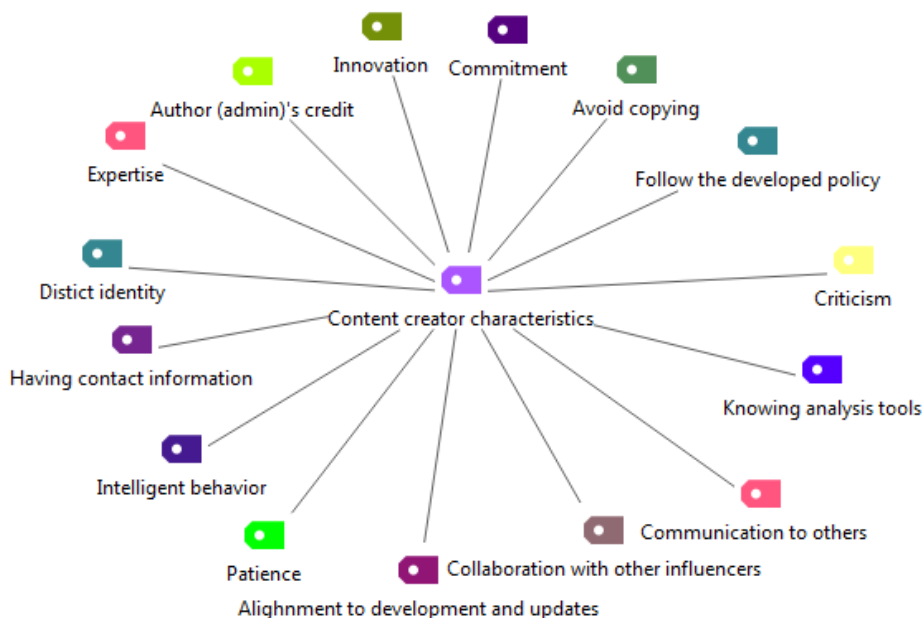 Innovation
Commitment
Author (admin)'s credit
Avoid copying
Expertise
Follow the developed policy
Distict identity
Criticism
Content creator characteristics
Having contact information
Knowing analysis tools
Intelligent behavior
Communication to others
Patience
Collaboration with other influencers
Alighnment to development and updates